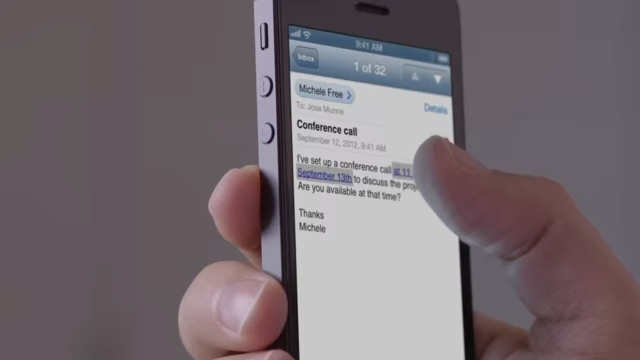 9:41 AM
Inbox
1 of 32
Michele Free
To: Jose Munne
Details
Conference call
September 12, 2012, 9:41 AM
I've set up a conference call at 11
September 13th to discuss the
Are you available at that time?
Thanks
Michele